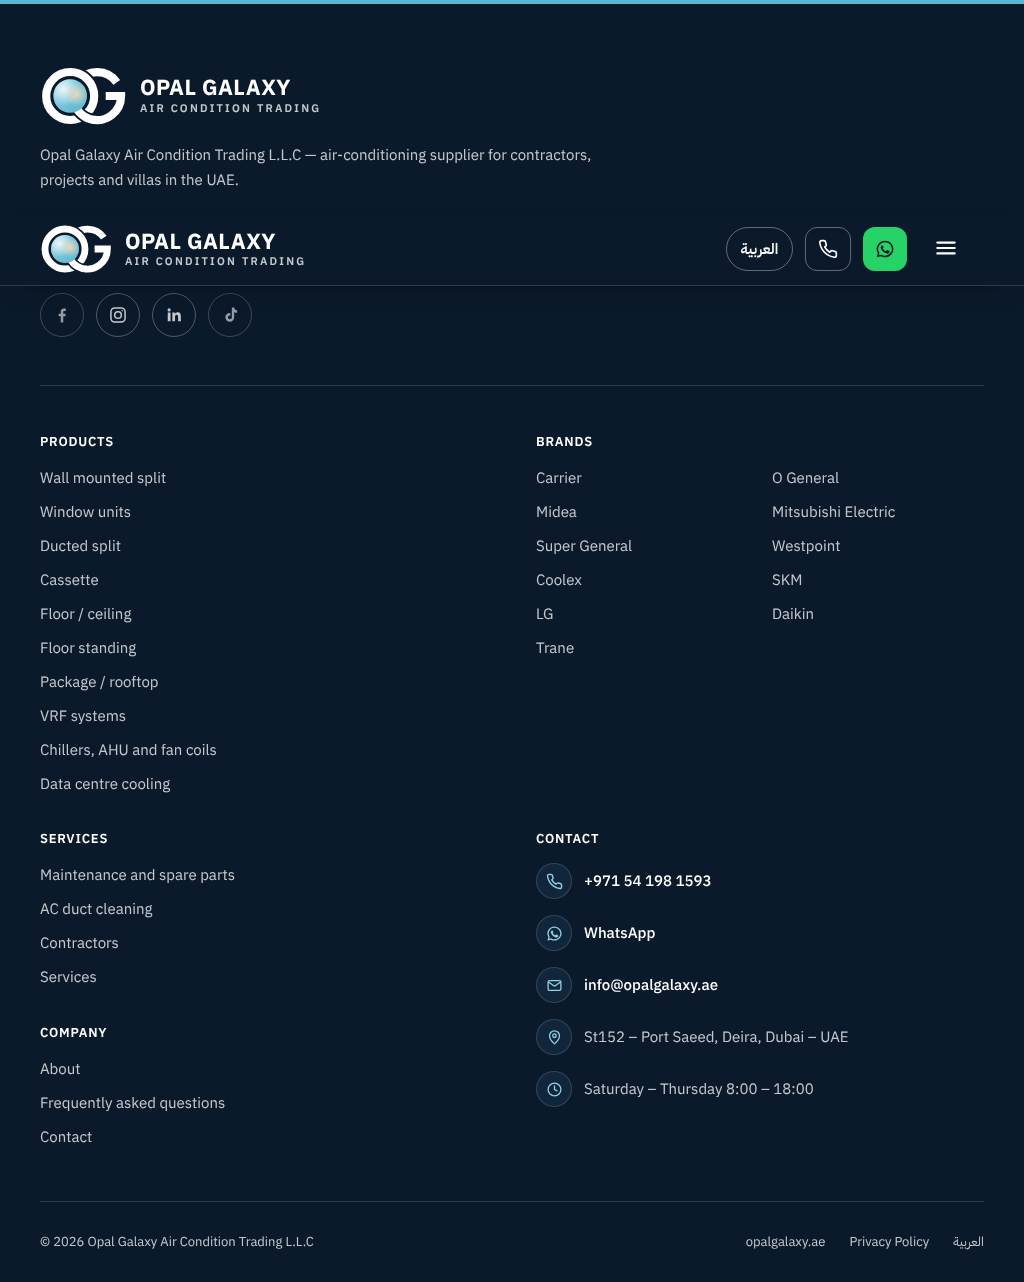 OPAL GALAXY
AIR CONDITION TRADING
Opal Galaxy Air Condition Trading L.L.C — air-conditioning supplier for contractors,
projects and villas in the UAE.
OPAL GALAXY
AIR CONDITION TRADING
العربية
PRODUCTS
Wall mounted split
Window units
Ducted split
Cassette
Floor / ceiling
Floor standing
Package / rooftop
VRF systems
Chillers, AHU and fan coils
Data centre cooling
BRANDS
Carrier
Midea
Super General
Coolex
LG
Trane
O General
Mitsubishi Electric
Westpoint
SKM
Daikin
SERVICES
Maintenance and spare parts
AC duct cleaning
Contractors
Services
COMPANY
About
Frequently asked questions
Contact
CONTACT
+971 54 198 1593
WhatsApp
info@opalgalaxy.ae
St152 – Port Saeed, Deira, Dubai – UAE
Saturday – Thursday 8:00 – 18:00
© 2026 Opal Galaxy Air Condition Trading L.L.C
opalgalaxy.ae
Privacy Policy
العربية